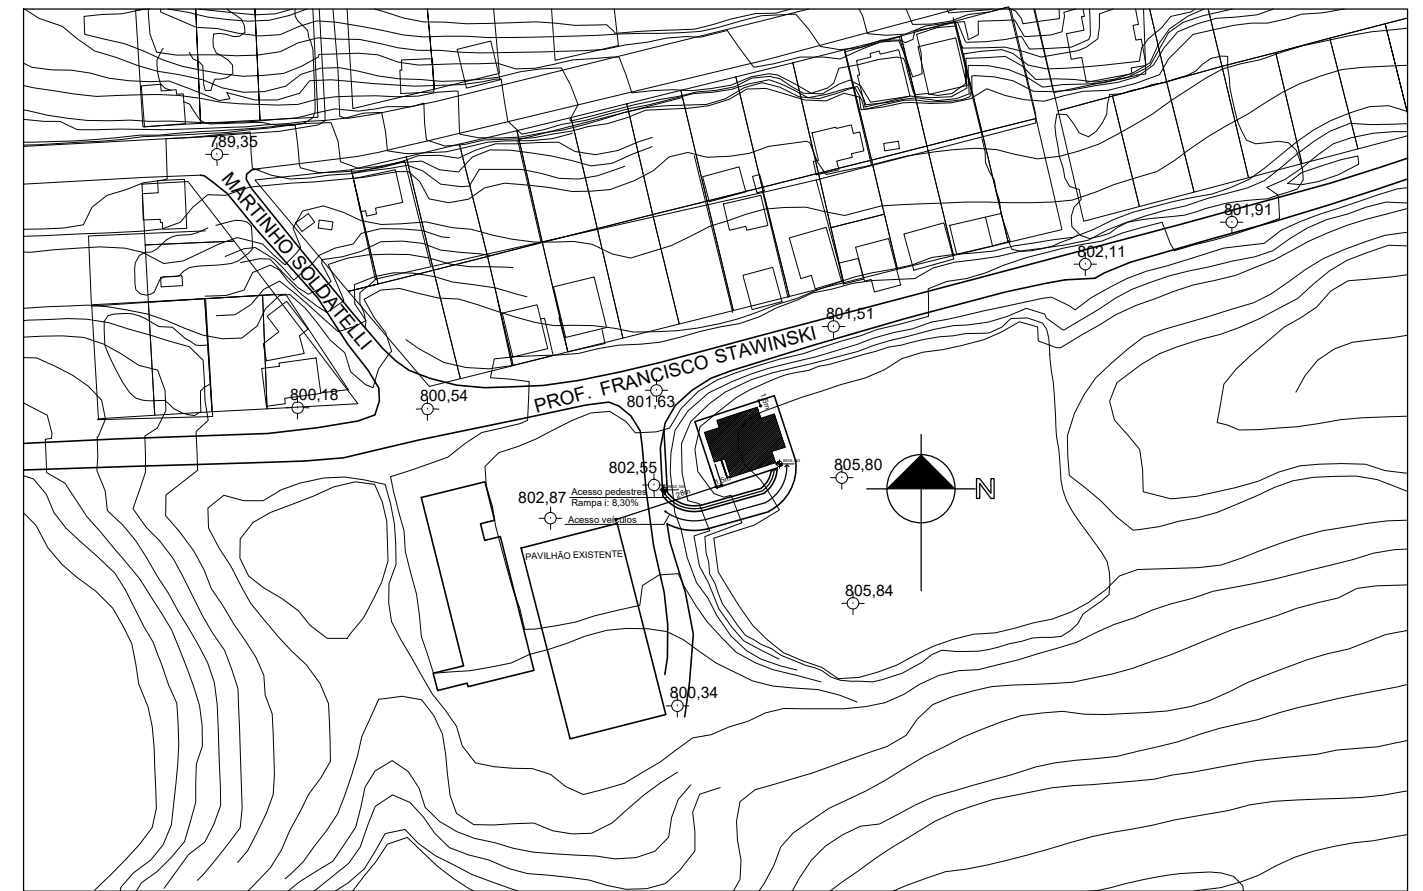 789,35
MARTINHO SOLDATELLI
801,91
802,11
801,51
PROF. FRANCISCO STAWINSKI
801,63
800,18
800,54
802,55
805,80
802,87
Acesso pedestres
Rampa i: 8,30%
Acesso veículos
N
PAVILHÃO EXISTENTE
805,84
800,34